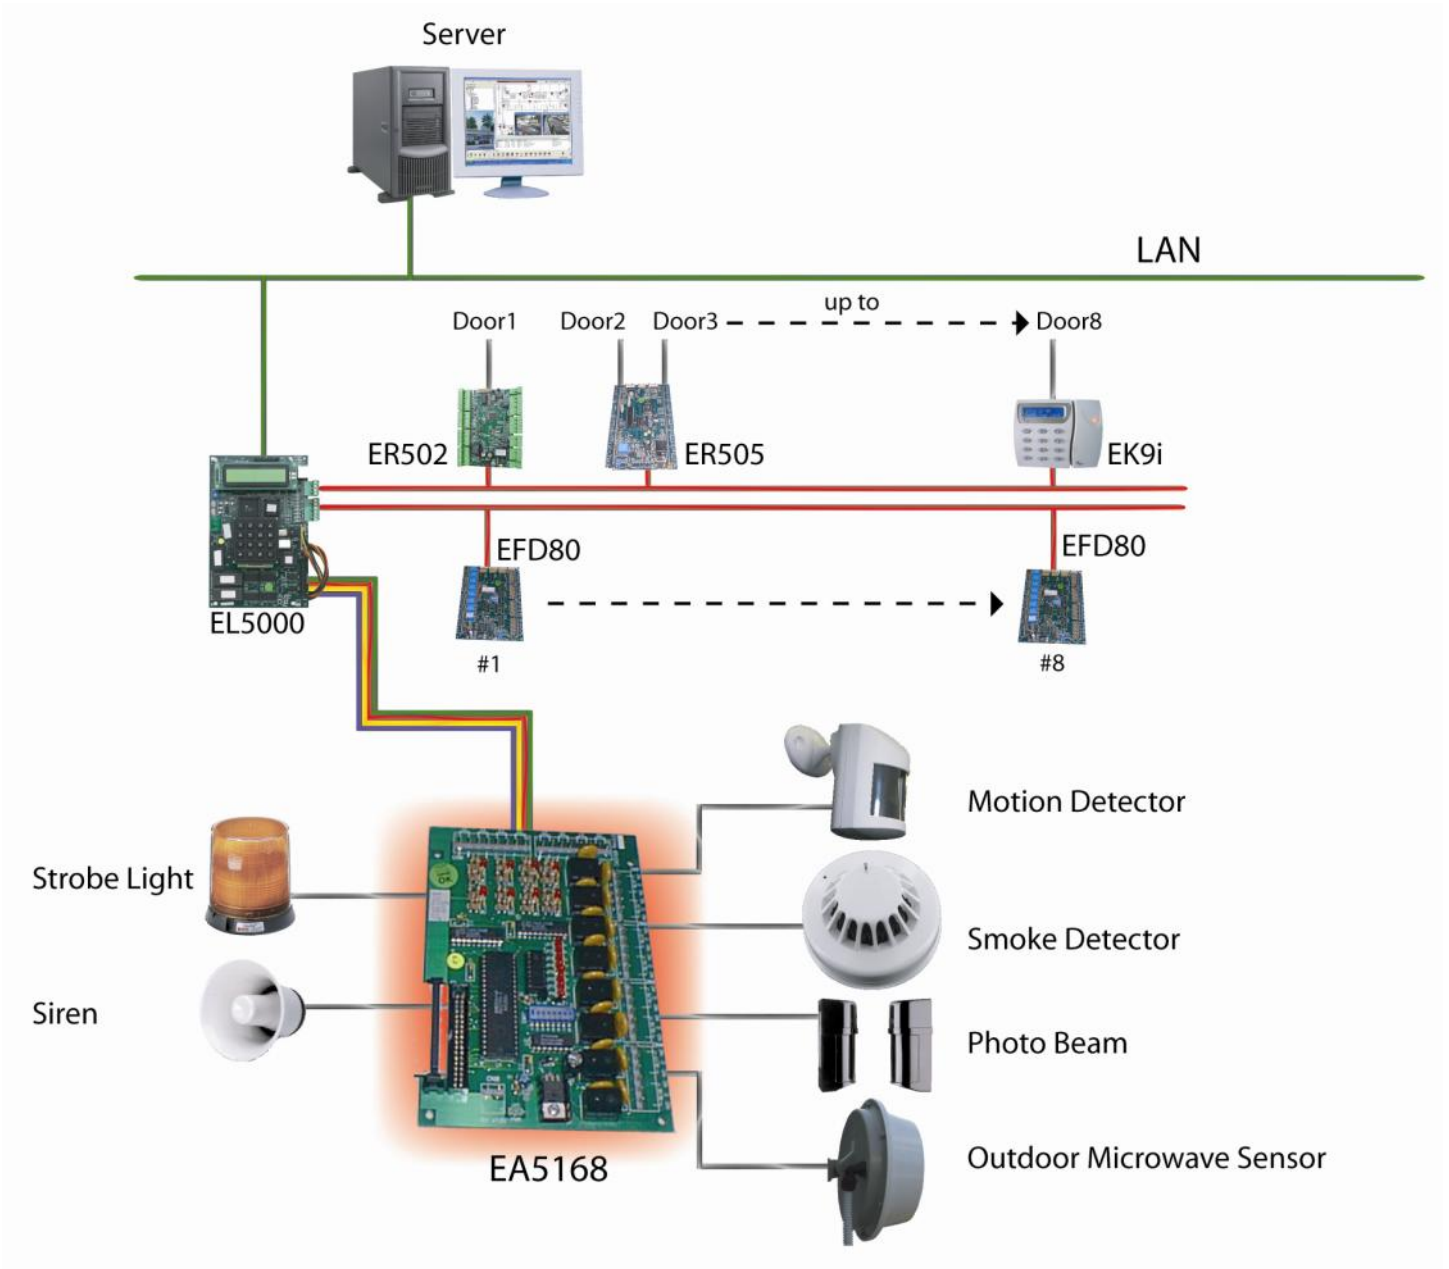 Server
LAN
up to
Door1
Door2
Door3
Door8
ER502
ER505
EK9i
EFD80
EFD80
EL5000
#1
#8
Motion Detector
Strobe Light
Smoke Detector
Siren
Photo Beam
EA5168
Outdoor Microwave Sensor